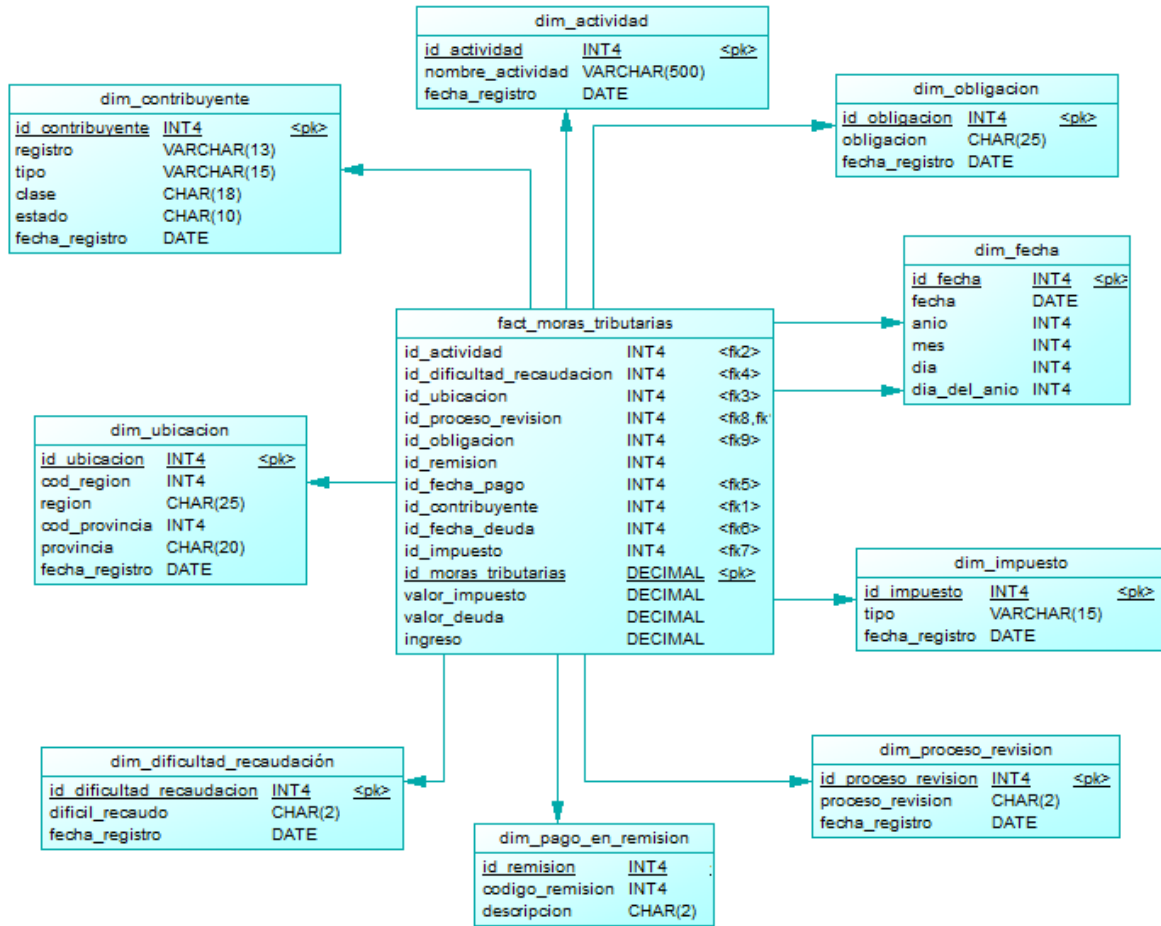 dim_actividad
id_actividad INT4 <pk>
nombre_actividad VARCHAR(500)
fecha_registro DATE
dim_contribuyente
id_contribuyente INT4 <pk>
registro VARCHAR(13)
tipo VARCHAR(15)
clase CHAR(18)
estado CHAR(10)
fecha_registro DATE
dim_obligacion
id_obligacion INT4 <pk>
obligacion CHAR(25)
fecha_registro DATE
dim_fecha
id_fecha INT4 <pk>
fecha DATE
anio INT4
mes INT4
dia INT4
dia_del_anio INT4
fact_moras_tributarias
id_actividad INT4 <fk2>
id_dificultad_recaudacion INT4 <fk4>
id_ubicacion INT4 <fk3>
id_proceso_revision INT4 <fk8,fk
id_obligacion INT4 <fk9>
id_remision INT4
id_fecha_pago INT4 <fk5>
id_contribuyente INT4 <fk1>
id_fecha_deuda INT4 <fk6>
id_impuesto INT4 <fk7>
id_moras_tributarias DECIMAL <pk>
valor_impuesto DECIMAL
valor_deuda DECIMAL
ingreso DECIMAL
dim_ubicacion
id_ubicacion INT4 <pk>
cod_region INT4
region CHAR(25)
cod_provincia INT4
provincia CHAR(20)
fecha_registro DATE
dim_impuesto
id_impuesto INT4 <pk>
tipo VARCHAR(15)
fecha_registro DATE
dim_dificultad_recaudación
id_dificultad_recaudacion INT4 <pk>
dificil_recaudo CHAR(2)
fecha_registro DATE
dim_pago_en_remision
id_remision INT4
codigo_remision INT4
descripcion CHAR(2)
dim_proceso_revision
id_proceso_revision INT4 <pk>
proceso_revision CHAR(2)
fecha_registro DATE